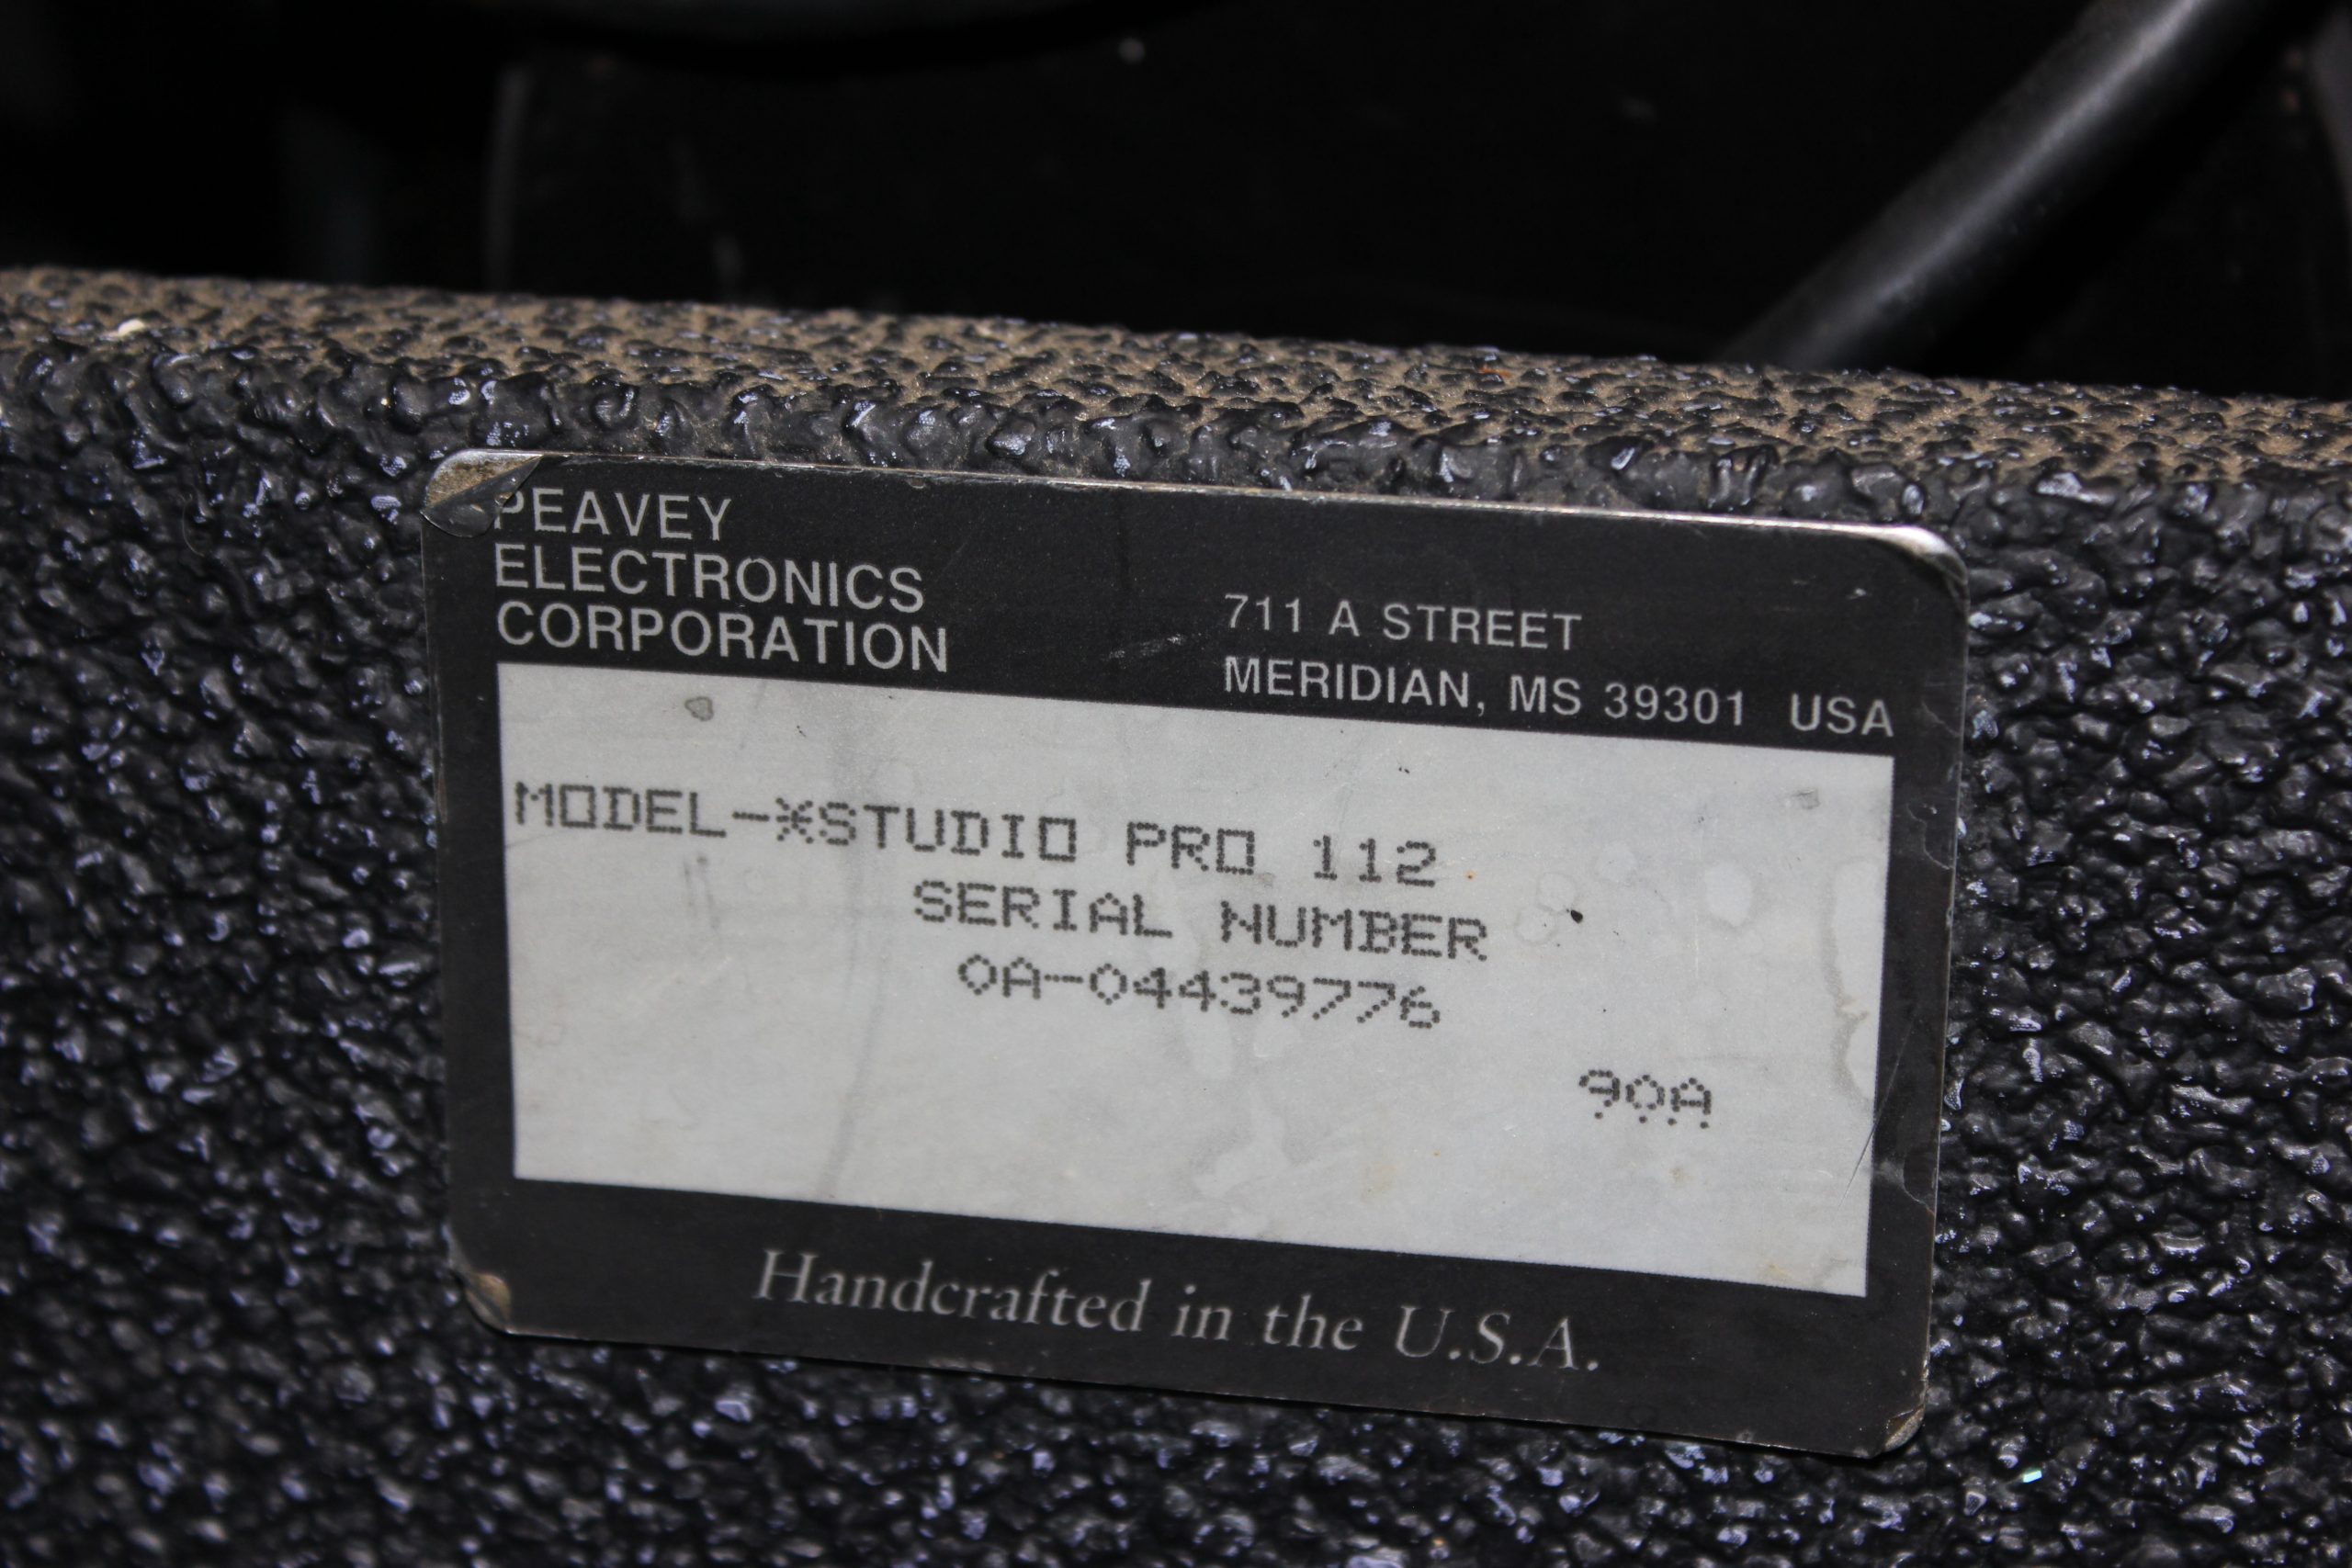 PEAVEY
ELECTRONICS
CORPORATION
711 A STREET
MERIDIAN, MS 39301 USA
MODEL-*STUDIO PRO 112
SERIAL NUMBER
0A-04439776
90A
Handcrafted in the U.S.A.